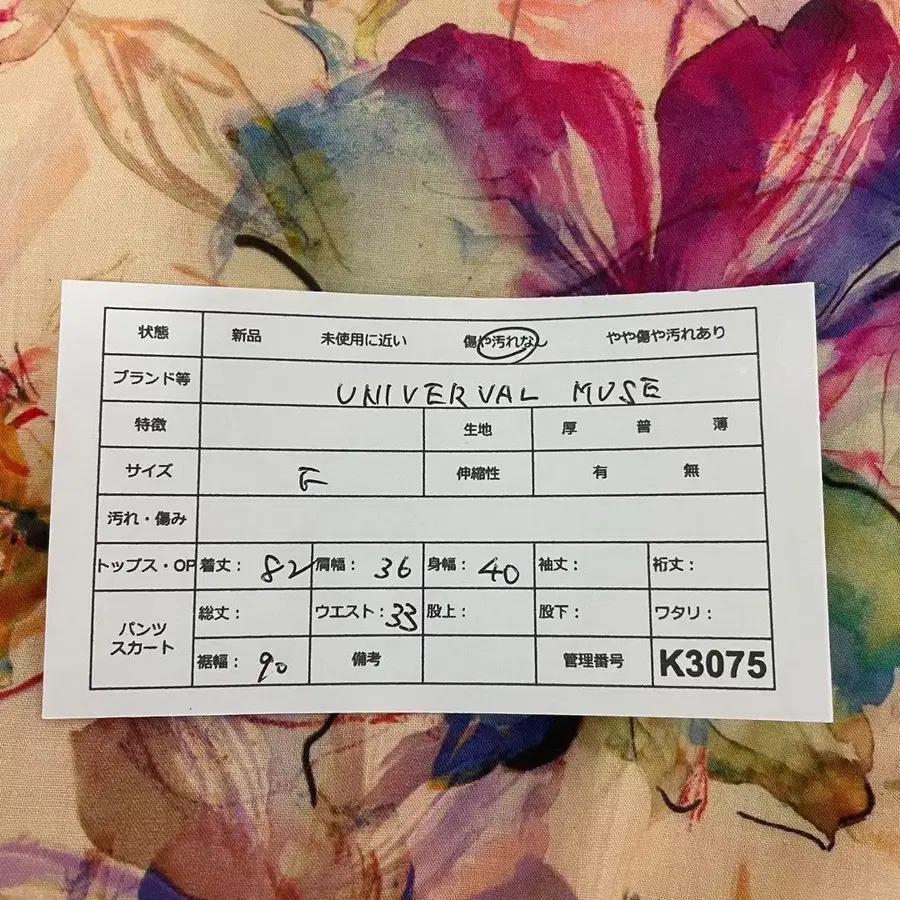 状態 新品 未使用に近い 傷や汚れなし やや傷や汚れあり
ブランド等 UNIVERVAL MUSE
特徴 生地 厚 普 薄
サイズ F 伸縮性 有 無
汚れ・傷み
トップス・OP 着丈: 82 肩幅: 36 身幅: 40 袖丈: 裄丈:
パンツ スカート 総丈: ウエスト: 33 股上: 股下: ワタリ:
裾幅: 90 備考 管理番号 K3075